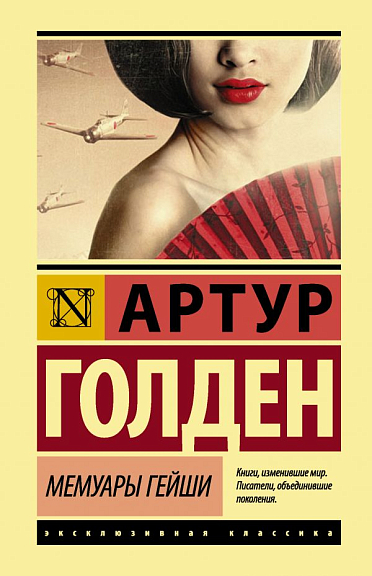 N
АРТУР
ГОЛДЕН
МЕМУАРЫ ГЕЙШИ
Книги, изменившие мир.
Писатели, объединившие
поколения.
ЭКСКЛЮЗИВНАЯ КЛАССИКА